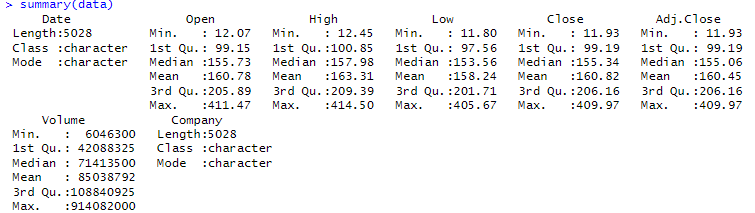 > summary(data)
     Date                Open             High             Low             Close          Adj.Close     
 Length:5028        Min.   : 12.07   Min.   : 12.45   Min.   : 11.80   Min.   : 11.93   Min.   : 11.93  
 Class :character   1st Qu.: 99.15   1st Qu.:100.85   1st Qu.: 97.56   1st Qu.: 99.19   1st Qu.: 99.19  
 Mode  :character   Median :155.73   Median :157.98   Median :153.56   Median :155.34   Median :155.06  
                    Mean   :160.78   Mean   :163.31   Mean   :158.24   Mean   :160.82   Mean   :160.45  
                    3rd Qu.:205.89   3rd Qu.:209.39   3rd Qu.:201.71   3rd Qu.:206.16   3rd Qu.:206.16  
                    Max.   :411.47   Max.   :414.50   Max.   :405.67   Max.   :409.97   Max.   :409.97  
     Volume            Company         
 Min.   :  6046300   Length:5028       
 1st Qu.: 42088325   Class :character  
 Median : 71413500   Mode  :character  
 Mean   : 85038792                     
 3rd Qu.:108840925                     
 Max.   :914082000